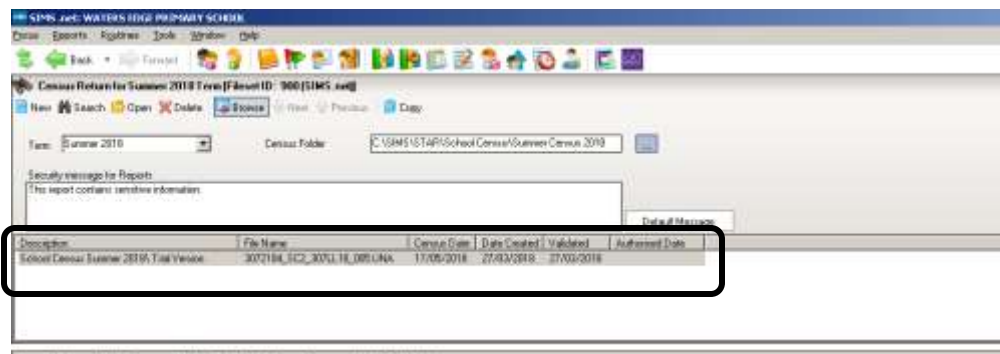 SIMS .net: WATERS EDGE PRIMARY SCHOOL
Focus Reports Routines Tools Window Help
Back Forward
Census Return for Summer 2018 Term [Fileset ID: 900 (SIMS .net)]
New Search Open Delete Browse Next Previous Copy
Term Summer 2018 Census Folder C:\SIMS\STAR\School Census\Summer Census 2018 ...
Security message for Reports
This report contains sensitive information.
Default Message
Description File Name Census Date Date Created Validated Authorised Date
School Census Summer 2018\ Trial Version 17/05/2018 27/03/2018 27/03/2018